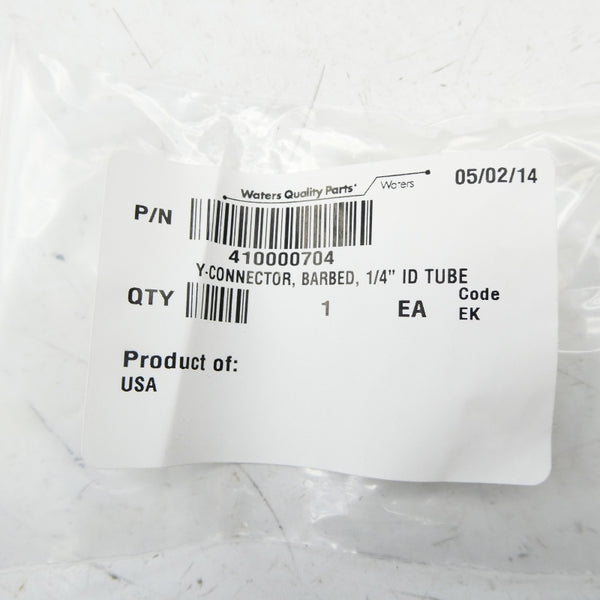 Waters Quality Parts®
Waters
05/02/14
P/N
410000704
Y-CONNECTOR, BARBED, 1/4" ID TUBE
QTY 1 EA Code
EK
Product of:
USA